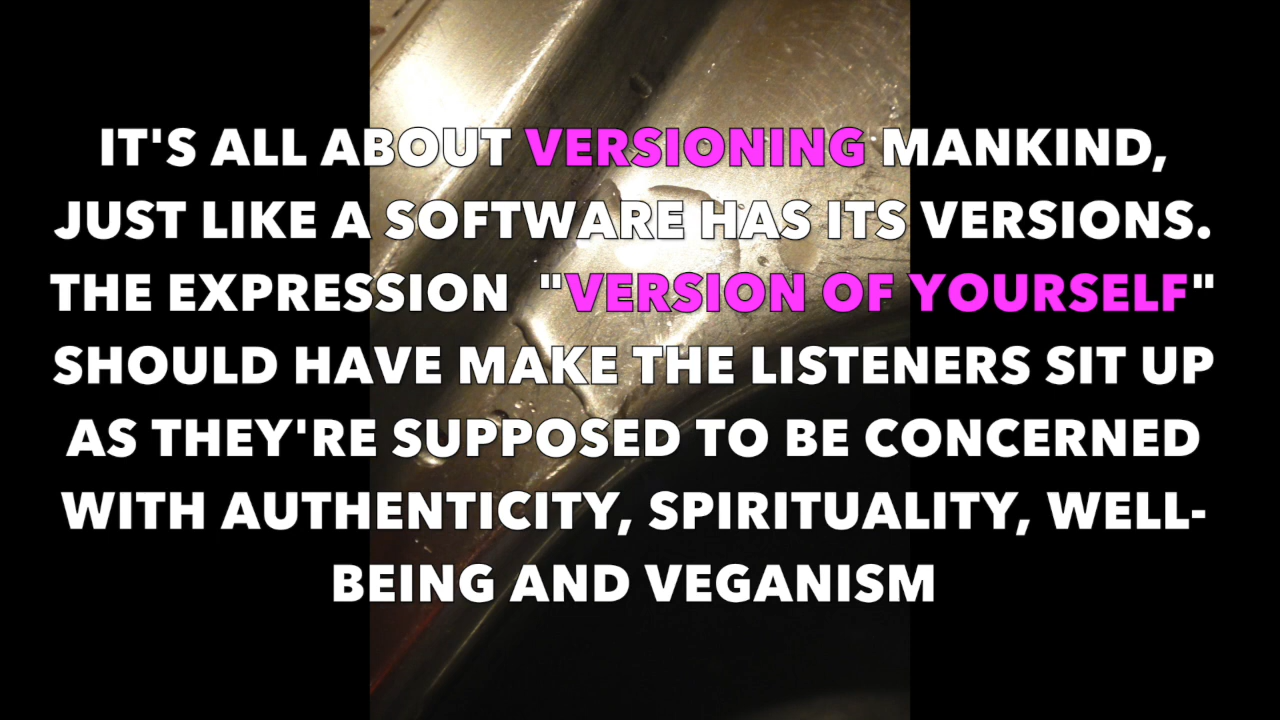 IT'S ALL ABOUT VERSIONING MANKIND,
JUST LIKE A SOFTWARE HAS ITS VERSIONS.
THE EXPRESSION "VERSION OF YOURSELF"
SHOULD HAVE MAKE THE LISTENERS SIT UP
AS THEY'RE SUPPOSED TO BE CONCERNED
WITH AUTHENTICITY, SPIRITUALITY, WELL-
BEING AND VEGANISM